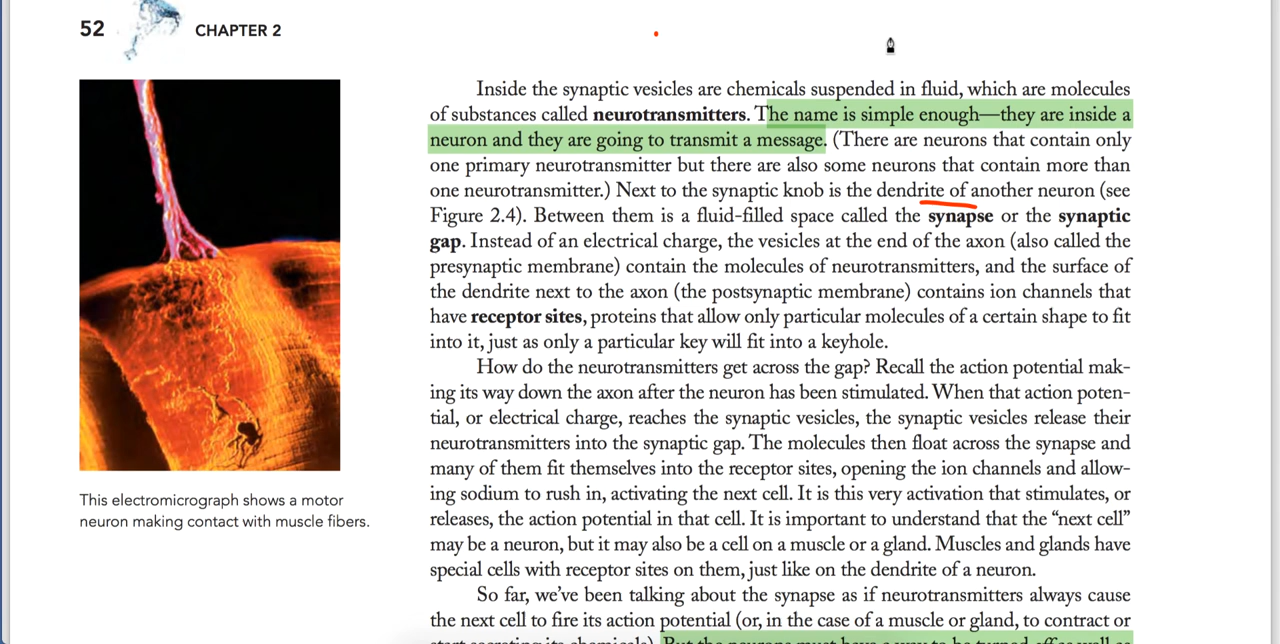 52
CHAPTER 2
Inside the synaptic vesicles are chemicals suspended in fluid, which are molecules
of substances called neurotransmitters. The name is simple enough—they are inside a
neuron and they are going to transmit a message. (There are neurons that contain only
one primary neurotransmitter but there are also some neurons that contain more than
one neurotransmitter.) Next to the synaptic knob is the dendrite of another neuron (see
Figure 2.4). Between them is a fluid-filled space called the synapse or the synaptic
gap. Instead of an electrical charge, the vesicles at the end of the axon (also called the
presynaptic membrane) contain the molecules of neurotransmitters, and the surface of
the dendrite next to the axon (the postsynaptic membrane) contains ion channels that
have receptor sites, proteins that allow only particular molecules of a certain shape to fit
into it, just as only a particular key will fit into a keyhole.
How do the neurotransmitters get across the gap? Recall the action potential mak-
ing its way down the axon after the neuron has been stimulated. When that action poten-
tial, or electrical charge, reaches the synaptic vesicles, the synaptic vesicles release their
neurotransmitters into the synaptic gap. The molecules then float across the synapse and
many of them fit themselves into the receptor sites, opening the ion channels and allow-
ing sodium to rush in, activating the next cell. It is this very activation that stimulates, or
releases, the action potential in that cell. It is important to understand that the “next cell”
may be a neuron, but it may also be a cell on a muscle or a gland. Muscles and glands have
special cells with receptor sites on them, just like on the dendrite of a neuron.
So far, we’ve been talking about the synapse as if neurotransmitters always cause
the next cell to fire its action potential (or, in the case of a muscle or gland, to contract or
This electromicrograph shows a motor
neuron making contact with muscle fibers.